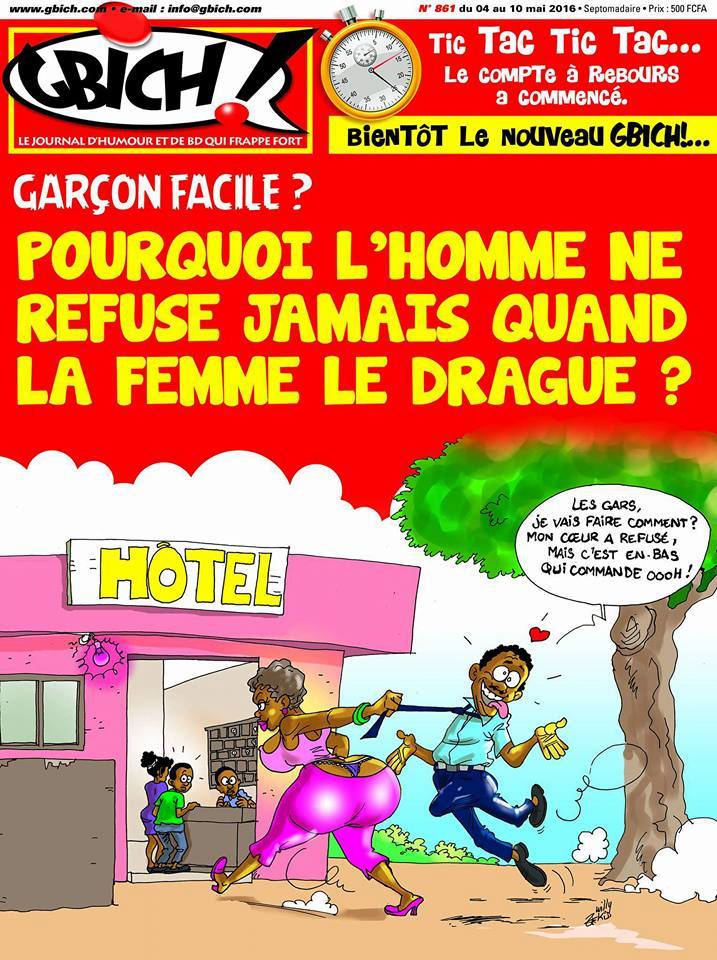 www.gbich.com • e-mail : info@gbich.com
N° 861 du 04 au 10 mai 2016 • Septomadaire • Prix : 500 FCFA
GBICH!
LE JOURNAL D'HUMOUR ET DE BD QUI FRAPPE FORT
Tic Tac Tic Tac...
Le compte à rebours
a commencé.
Bientôt le nouveau GBICH!...
GARÇON FACILE ?
POURQUOI L'HOMME NE
REFUSE JAMAIS QUAND
LA FEMME LE DRAGUE ?
LES GARS,
JE VAIS FAIRE COMMENT?
MON CŒUR A REFUSÉ,
MAIS C'EST EN-BAS
QUI COMMANDE OOOH !
HÔTEL
willy
Zekid